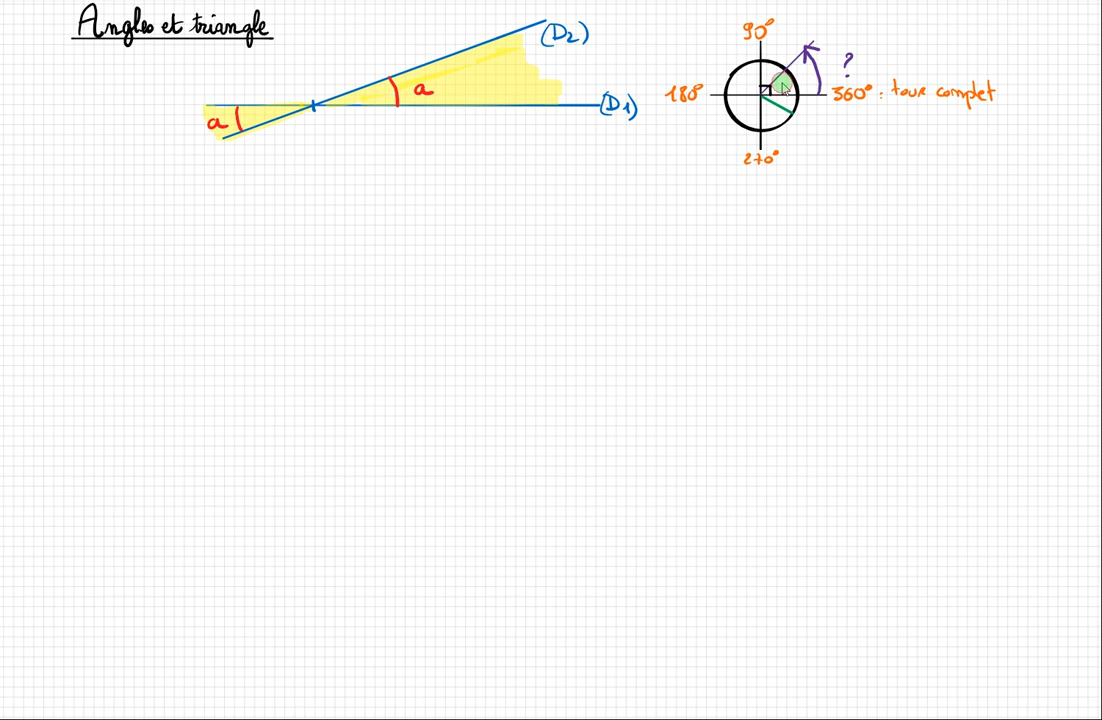 Angles et triangle
(D2)
a
(D1)
a
90°
?
180°
360° : tour complet
270°